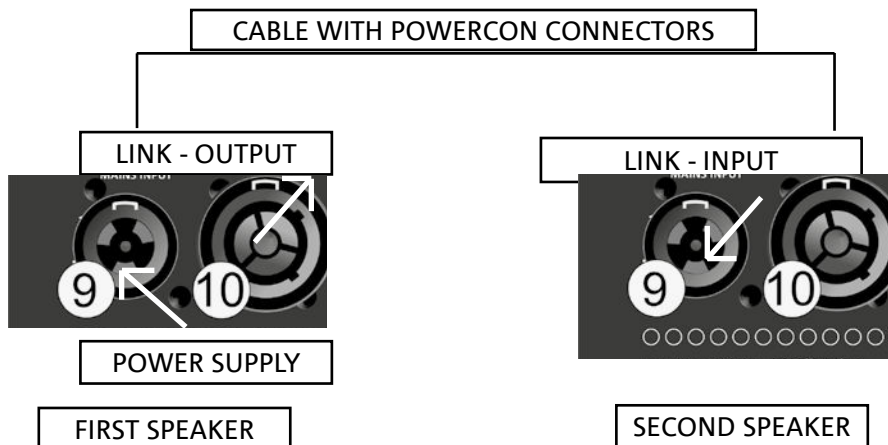 CABLE WITH POWERCON CONNECTORS
LINK - OUTPUT
LINK - INPUT
MAINS INPUT
MAINS INPUT
9
10
9
10
POWER SUPPLY
FIRST SPEAKER
SECOND SPEAKER